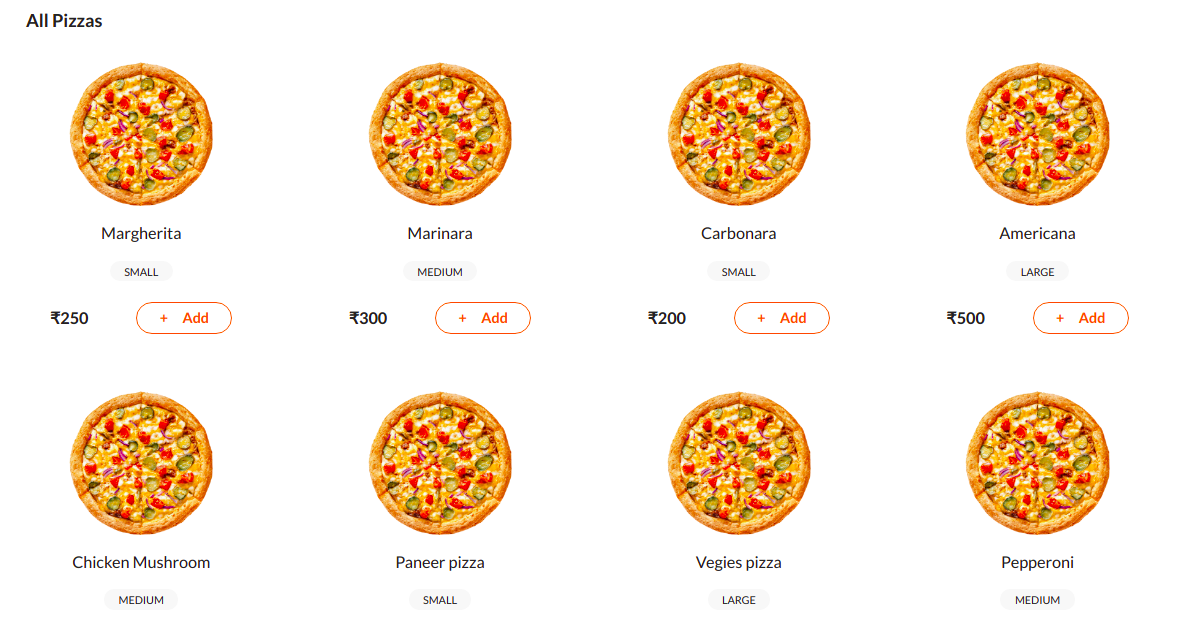 All Pizzas
Margherita
Marinara
Carbonara
Americana
SMALL
MEDIUM
SMALL
LARGE
₹250
+ Add
₹300
+ Add
₹200
+ Add
₹500
+ Add
Chicken Mushroom
Paneer pizza
Vegies pizza
Pepperoni
MEDIUM
SMALL
LARGE
MEDIUM